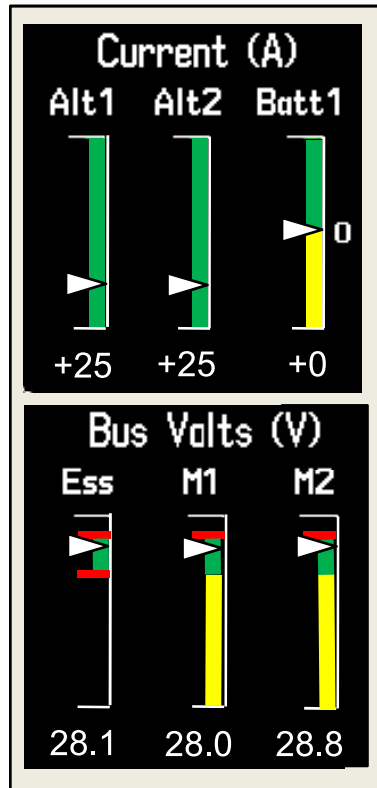 Current (A)
Alt1 Alt2 Batt1
0
+25 +25 +0
Bus Volts (V)
Ess M1 M2
28.1 28.0 28.8